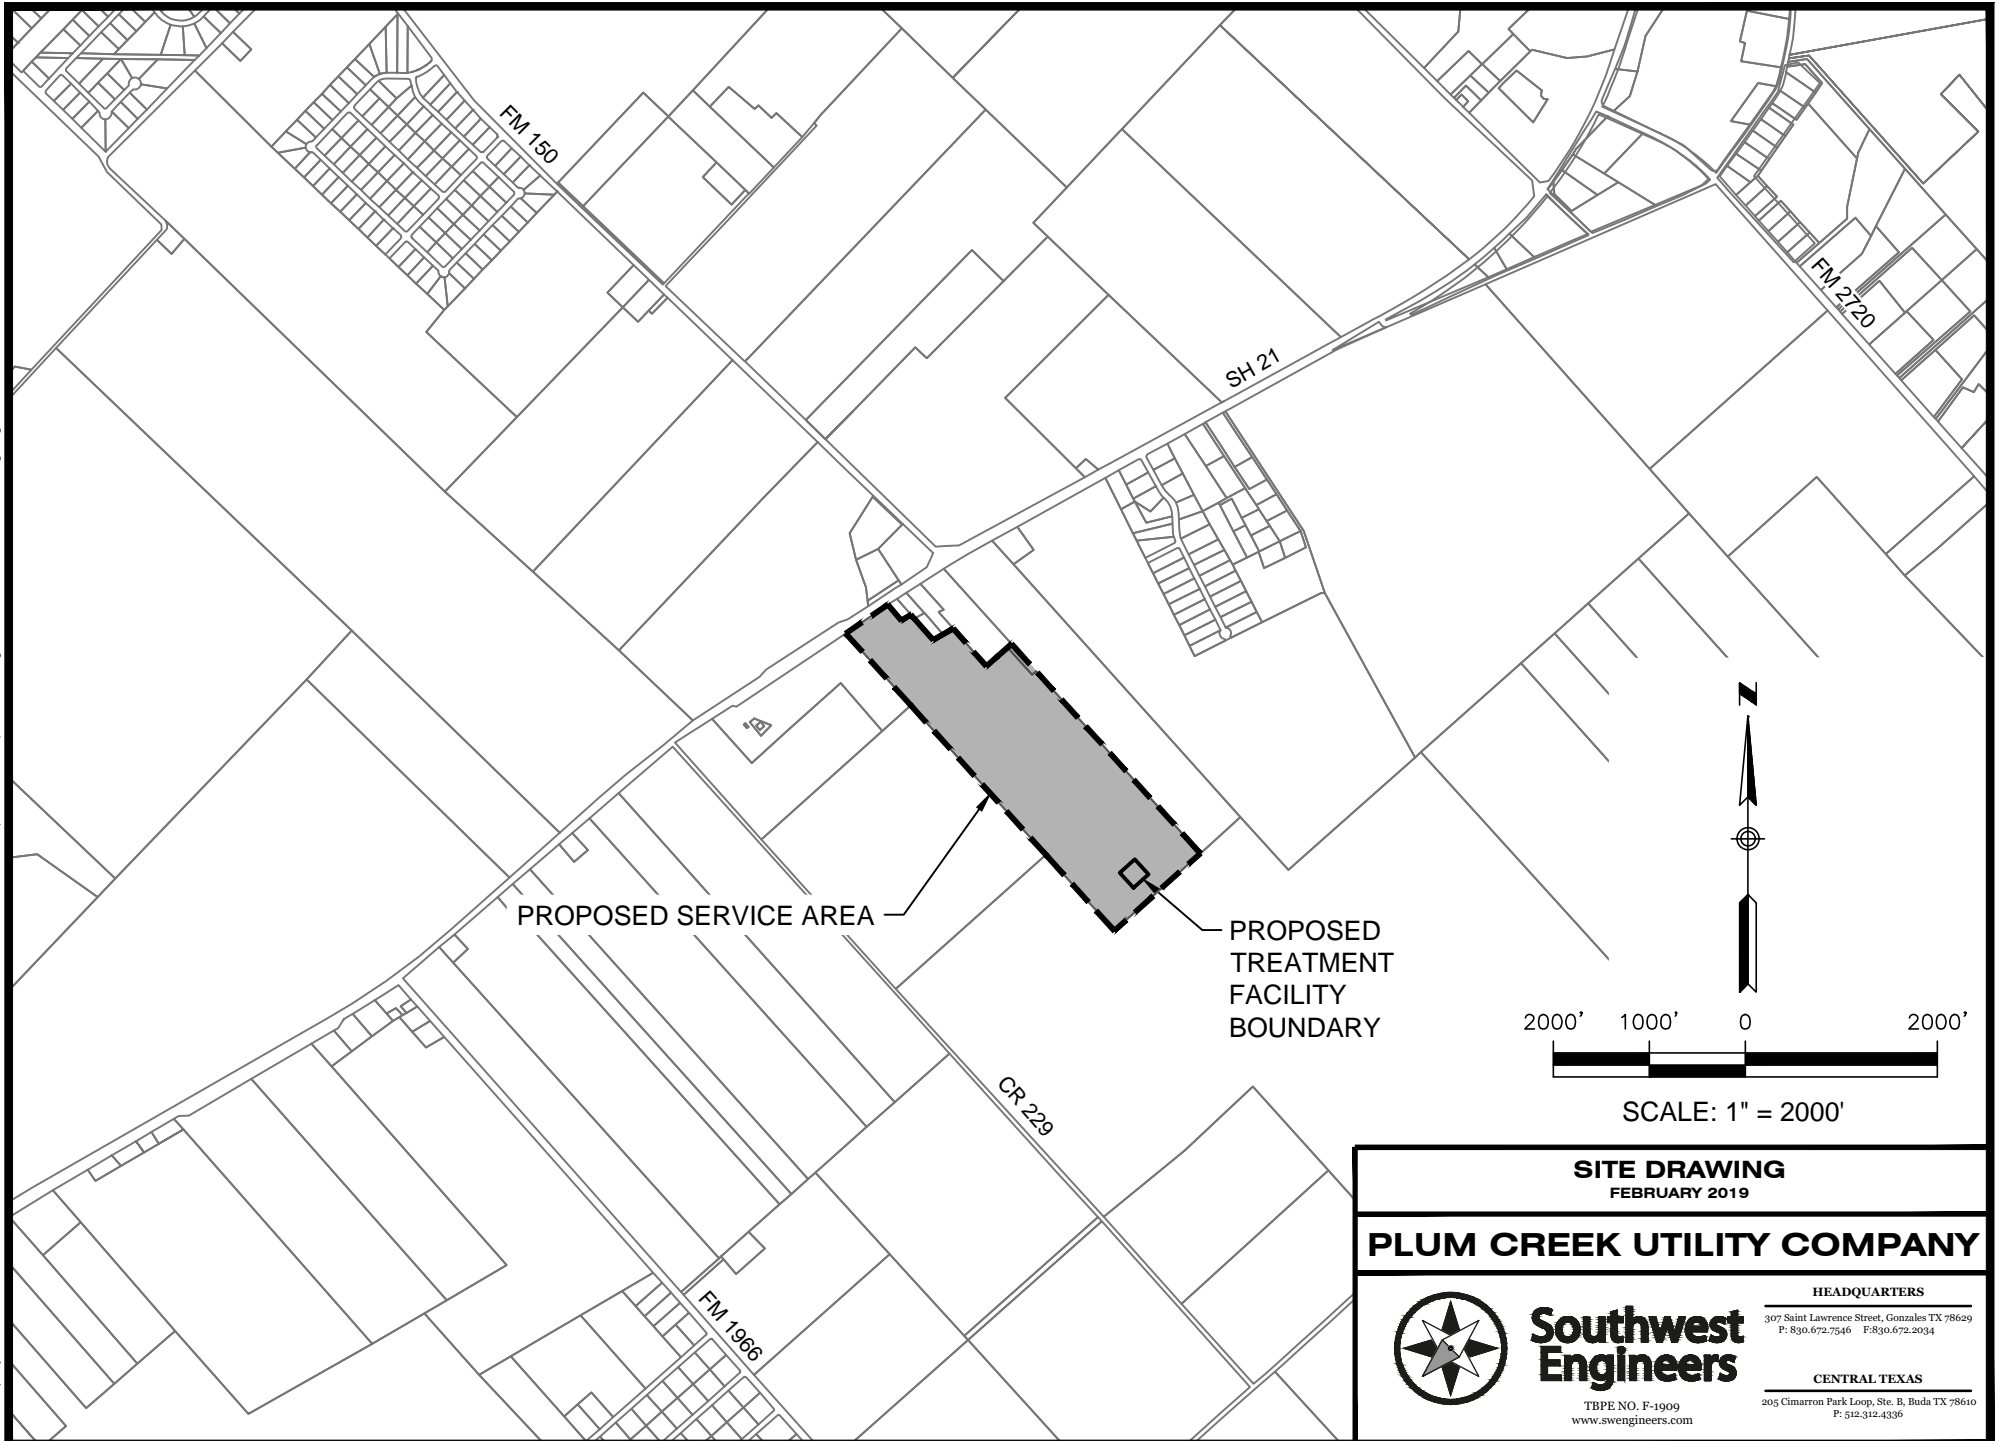 FM 150
FM 2720
SH 21
N
PROPOSED SERVICE AREA
PROPOSED
TREATMENT
FACILITY
BOUNDARY
2000' 1000' 0 2000'
SCALE: 1" = 2000'
CR 229
FM 1966
SITE DRAWING
FEBRUARY 2019
PLUM CREEK UTILITY COMPANY
Southwest
Engineers
TBPE NO. F-1909
www.swengineers.com
HEADQUARTERS
307 Saint Lawrence Street, Gonzales TX 78629
P: 830.672.7546 F:830.672.2034
CENTRAL TEXAS
205 Cimarron Park Loop, Ste. B, Buda TX 78610
P: 512.312.4336